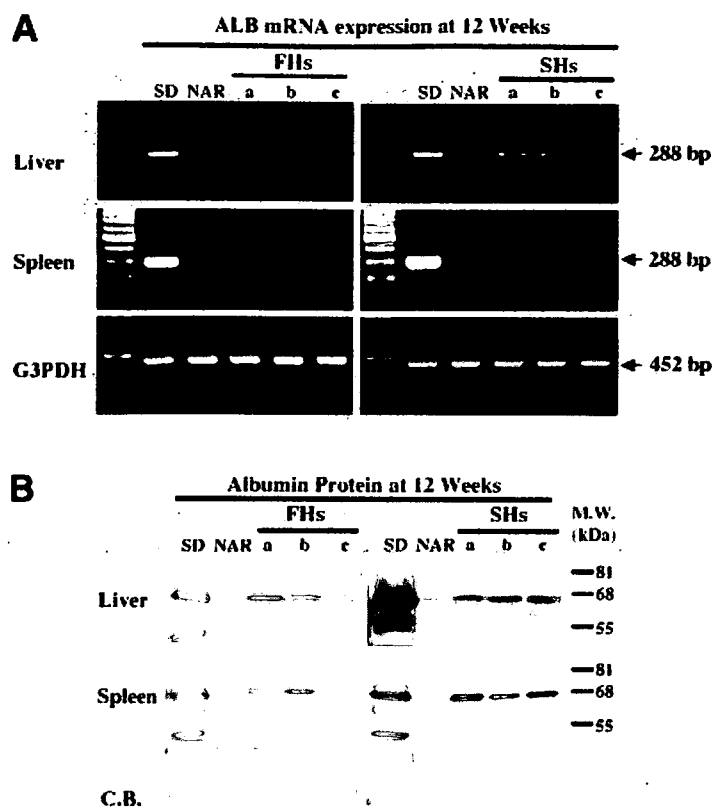 A
ALB mRNA expression at 12 Weeks
FHs
SHs
SD NAR a b c SD NAR a b c
Liver
288 bp
Spleen
288 bp
G3PDH
452 bp
B
Albumin Protein at 12 Weeks
FHs
SHs
M.W.
(kDa)
SD NAR a b c SD NAR a b c
81
Liver
68
55
81
Spleen
68
55
C.B.